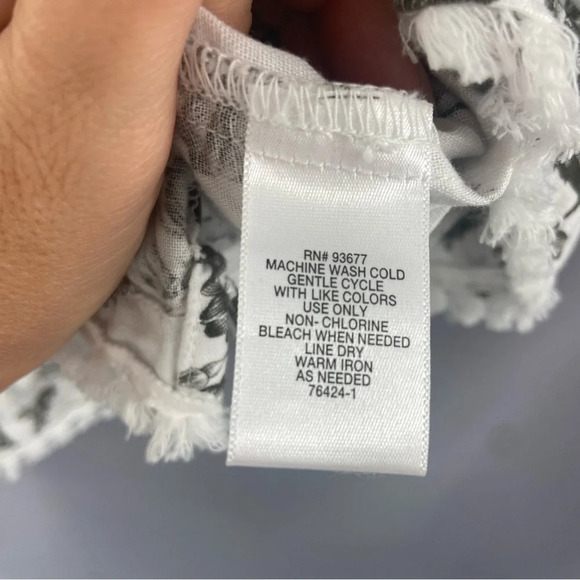 RN# 93677
MACHINE WASH COLD
GENTLE CYCLE
WITH LIKE COLORS
USE ONLY
NON- CHLORINE
BLEACH WHEN NEEDED
LINE DRY
WARM IRON
AS NEEDED
76424-1